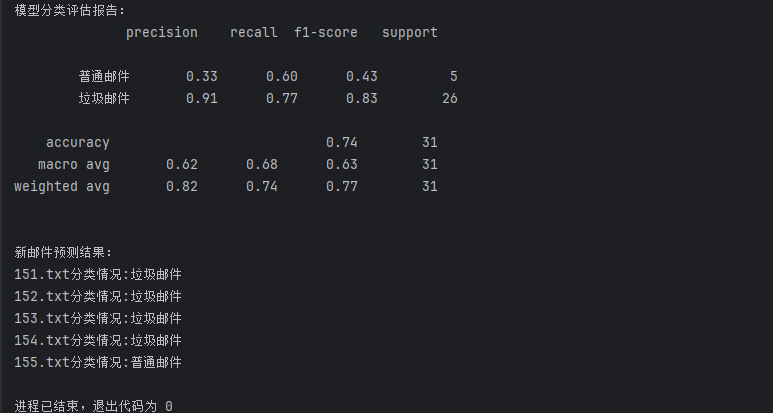 模型分类评估报告:
precision recall f1-score support
普通邮件 0.33 0.60 0.43 5
垃圾邮件 0.91 0.77 0.83 26
accuracy 0.74 31
macro avg 0.62 0.68 0.63 31
weighted avg 0.82 0.74 0.77 31
新邮件预测结果:
151.txt分类情况:垃圾邮件
152.txt分类情况:垃圾邮件
153.txt分类情况:垃圾邮件
154.txt分类情况:垃圾邮件
155.txt分类情况:普通邮件
进程已结束，退出代码为 0